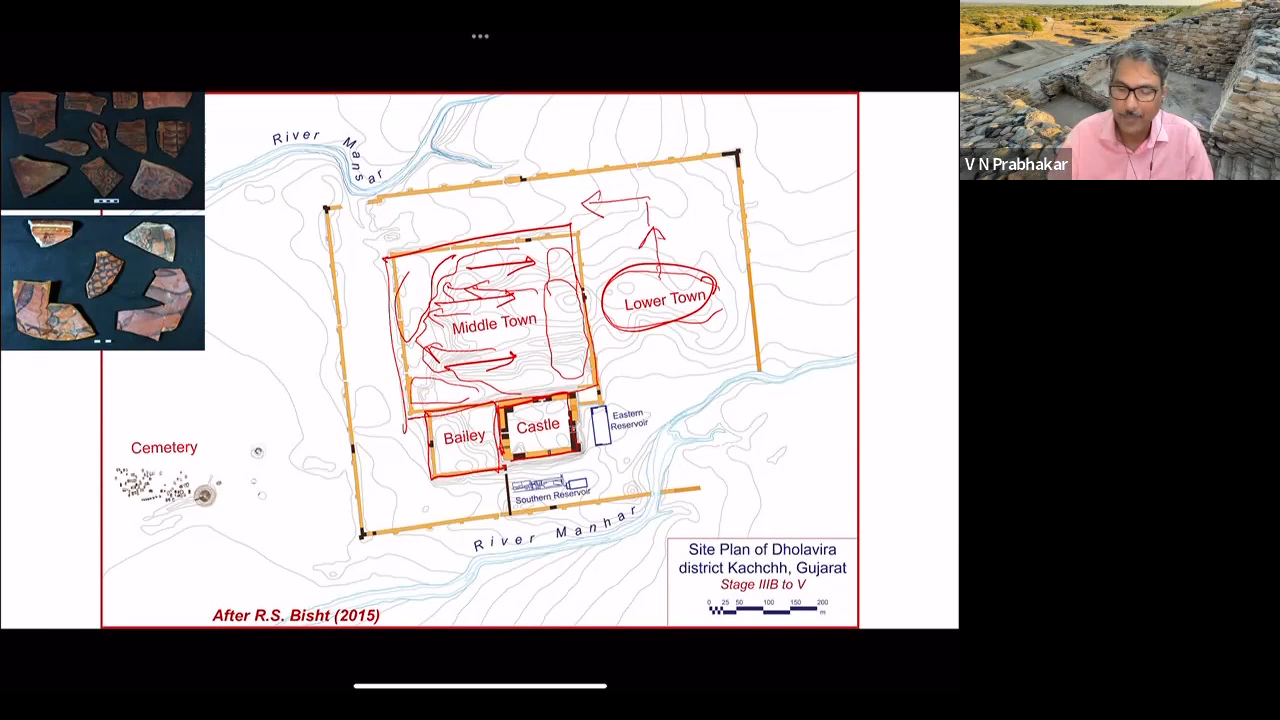 River Mansar
Lower Town
Middle Town
Eastern
Reservoir
Castle
Bailey
Cemetery
Southern Reservoir
River Manhar
Site Plan of Dholavira
district Kachchh, Gujarat
Stage IIIB to V
0 25 50 100 150 200
m
After R.S. Bisht (2015)
V N Prabhakar